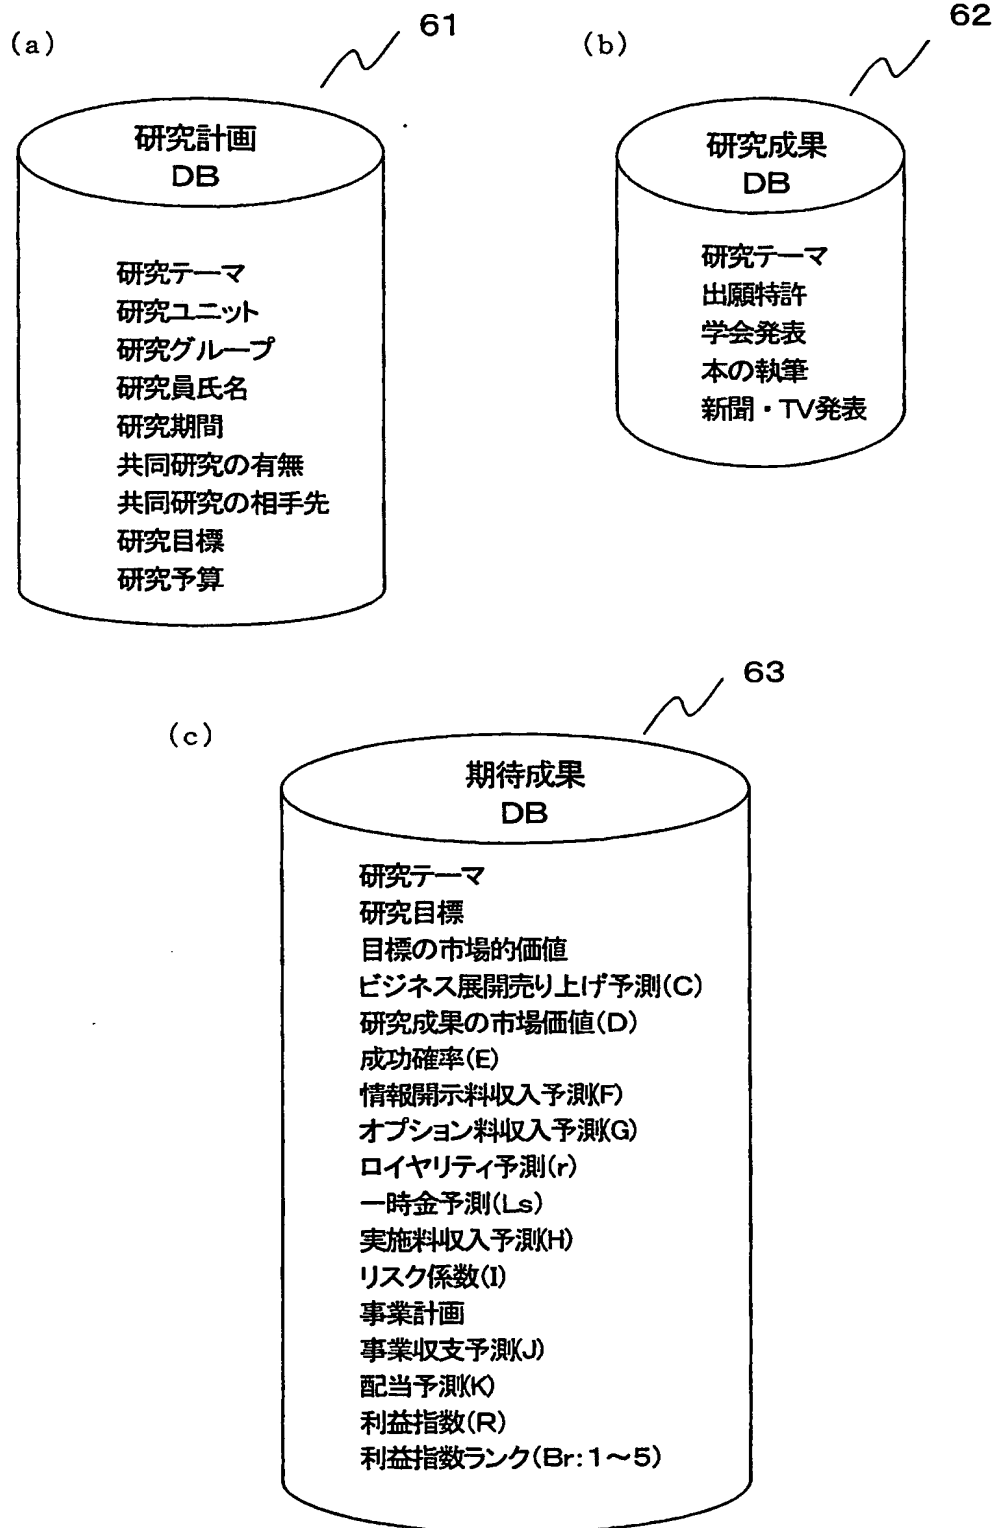 (a)
61
研究計画
DB
研究テーマ
研究ユニット
研究グループ
研究員氏名
研究期間
共同研究の有無
共同研究の相手先
研究目標
研究予算
(b)
62
研究成果
DB
研究テーマ
出願特許
学会発表
本の執筆
新聞・TV発表
(c)
63
期待成果
DB
研究テーマ
研究目標
目標の市場的価値
ビジネス展開売り上げ予測(C)
研究成果の市場価値(D)
成功確率(E)
情報開示料収入予測(F)
オプション料収入予測(G)
ロイヤリティ予測(r)
一時金予測(Ls)
実施料収入予測(H)
リスク係数(I)
事業計画
事業収支予測(J)
配当予測(K)
利益指数(R)
利益指数ランク(Br:1～5)